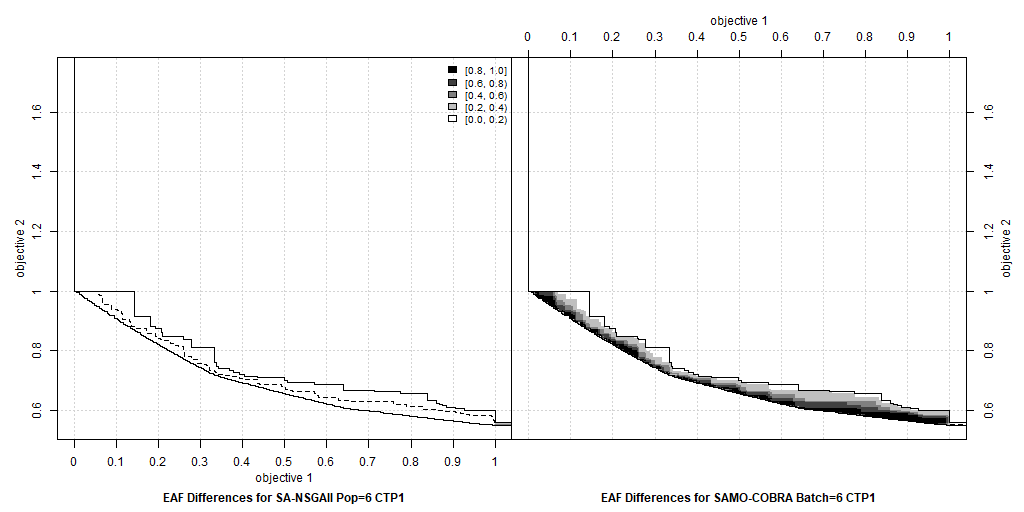 objective 1
0 0.1 0.2 0.3 0.4 0.5 0.6 0.7 0.8 0.9 1
[0.8, 1.0]
[0.6, 0.8)
[0.4, 0.6)
[0.2, 0.4)
[0.0, 0.2)
objective 2
1.6
1.4
1.2
1
0.8
0.6
1.6
1.4
1.2
1
0.8
0.6
objective 2
0 0.1 0.2 0.3 0.4 0.5 0.6 0.7 0.8 0.9 1
objective 1
EAF Differences for SA-NSGAII Pop=6 CTP1
EAF Differences for SAMO-COBRA Batch=6 CTP1